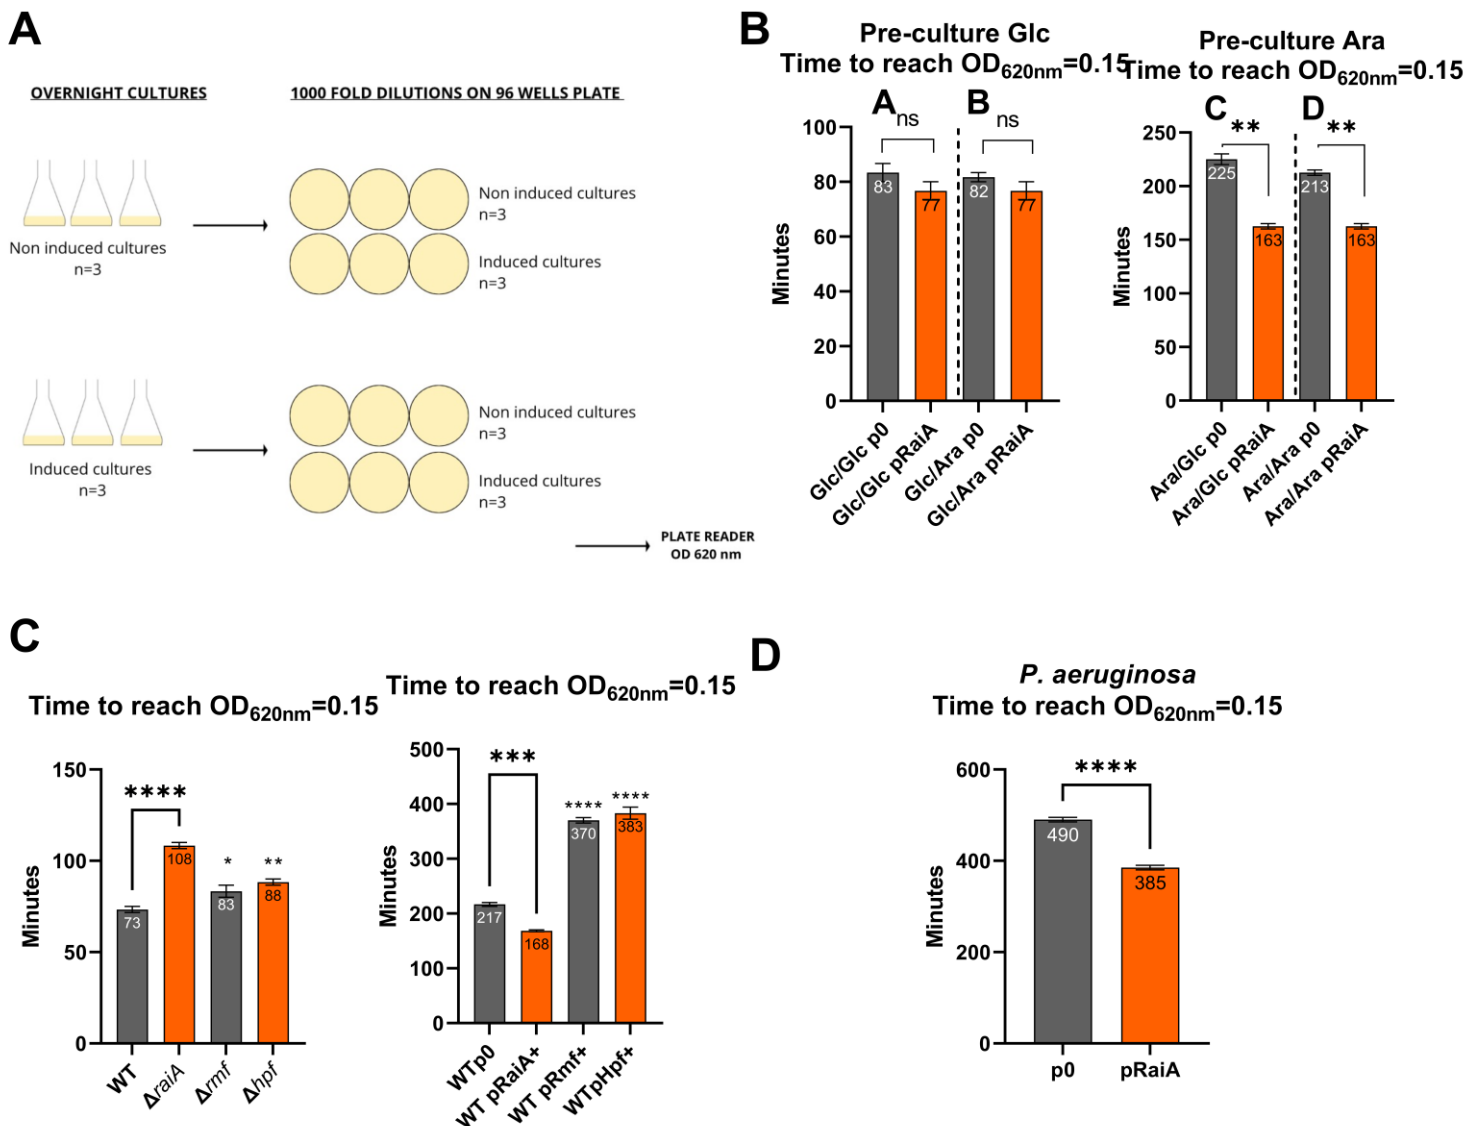 A
OVERNIGHT CULTURES
1000 FOLD DILUTIONS ON 96 WELLS PLATE
Non induced cultures
n=3
Non induced cultures
n=3
Induced cultures
n=3
Induced cultures
n=3
Non induced cultures
n=3
Induced cultures
n=3
PLATE READER
OD 620 nm
B
Pre-culture Glc
Time to reach OD620nm=0.15
A
B
ns
ns
Minutes
100
80
60
40
20
0
83
77
82
77
Glc/Glc p0
Glc/Glc pRaiA
Glc/Ara p0
Glc/Ara pRaiA
Pre-culture Ara
Time to reach OD620nm=0.15
C
D
**
**
Minutes
250
200
150
100
50
0
225
163
213
163
Ara/Glc p0
Ara/Glc pRaiA
Ara/Ara p0
Ara/Ara pRaiA
C
Time to reach OD620nm=0.15
Minutes
150
100
50
0
****
*
**
73
108
83
88
WT
ΔraiA
Δrmf
Δhpf
Time to reach OD620nm=0.15
Minutes
500
400
300
200
100
0
***
****
****
217
168
370
383
WTp0
WT pRaiA+
WT pRmf+
WTpHpf+
D
P. aeruginosa
Time to reach OD620nm=0.15
Minutes
600
400
200
0
****
490
385
p0
pRaiA